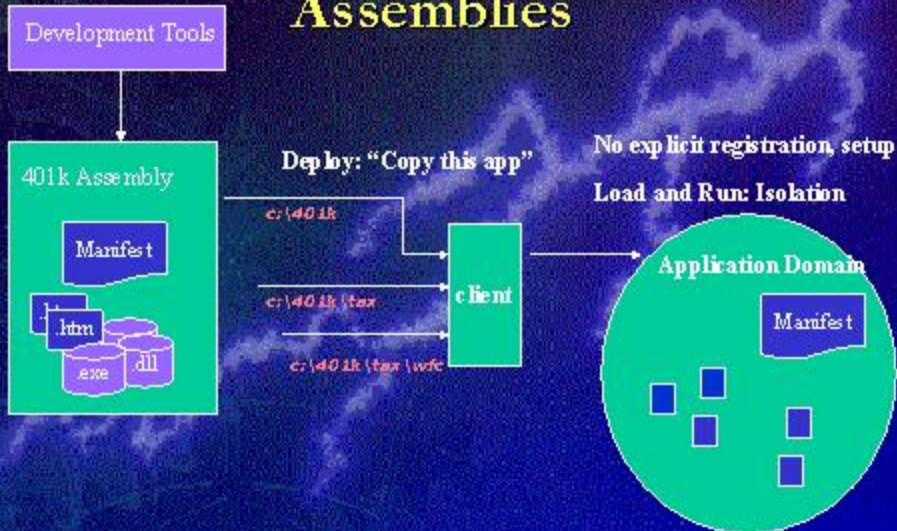 Assemblies
Development Tools
401k Assembly
Manifest
.htm
.exe
.dll
Deploy: “Copy this app”
c:\401k
c:\401k\tax
c:\401k\tax\wfc
client
No explicit registration, setup
Load and Run: Isolation
Application Domain
Manifest